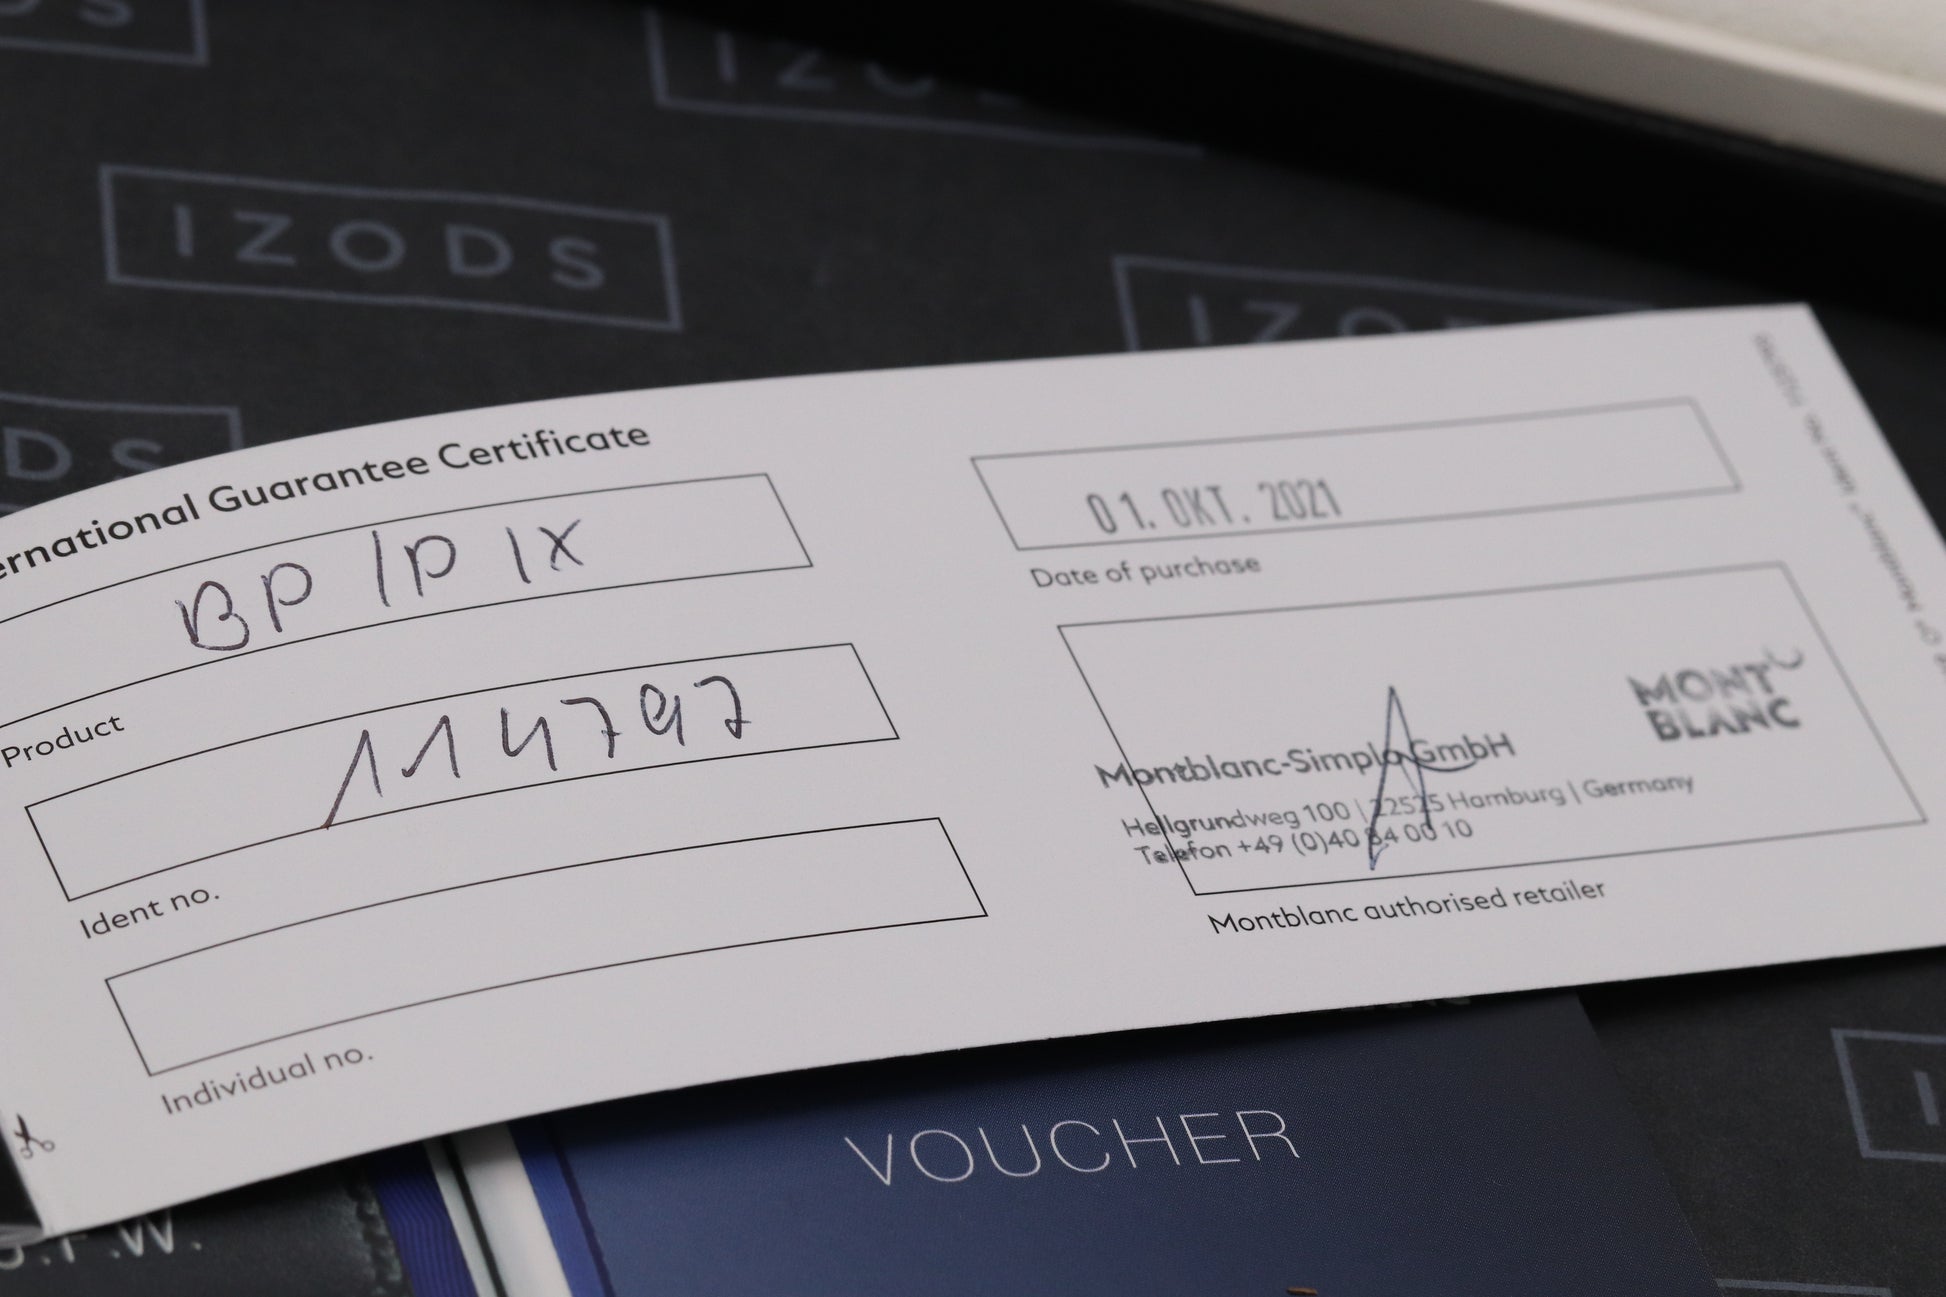 IZODS
ernational Guarantee Certificate
BP IP IX
Product
114797
Ident no.
Individual no.
01. OKT. 2021
Date of purchase
MONT
BLANC
Montblanc-Simplo GmbH
Hellgrundweg 100 | 22525 Hamburg | Germany
Telefon +49 (0)40 84 00 10
Montblanc authorised retailer
VOUCHER